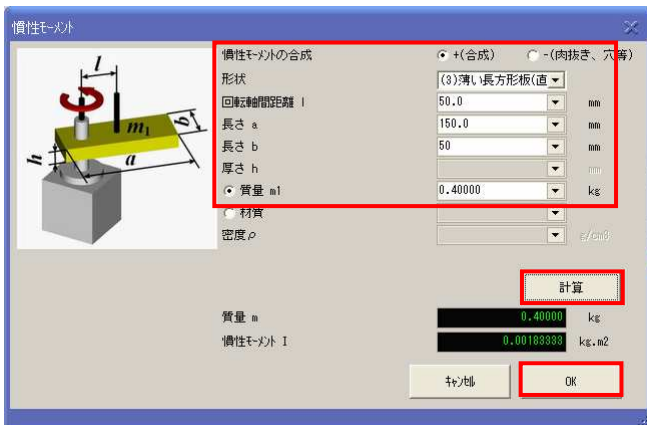 慣性モーメント
慣性モーメントの合成 +(合成) -(肉抜き、穴等)
形状 (3)薄い長方形板(直
回転軸間距離 l 50.0 mm
長さ a 150.0 mm
長さ b 50 mm
厚さ h mm
質量 m1 0.40000 kg
材質
密度ρ g/cm3
l
m1
b
h
a
計算
質量 m 0.40000 kg
慣性モーメント I 0.00183333 kg.m2
キャンセル OK